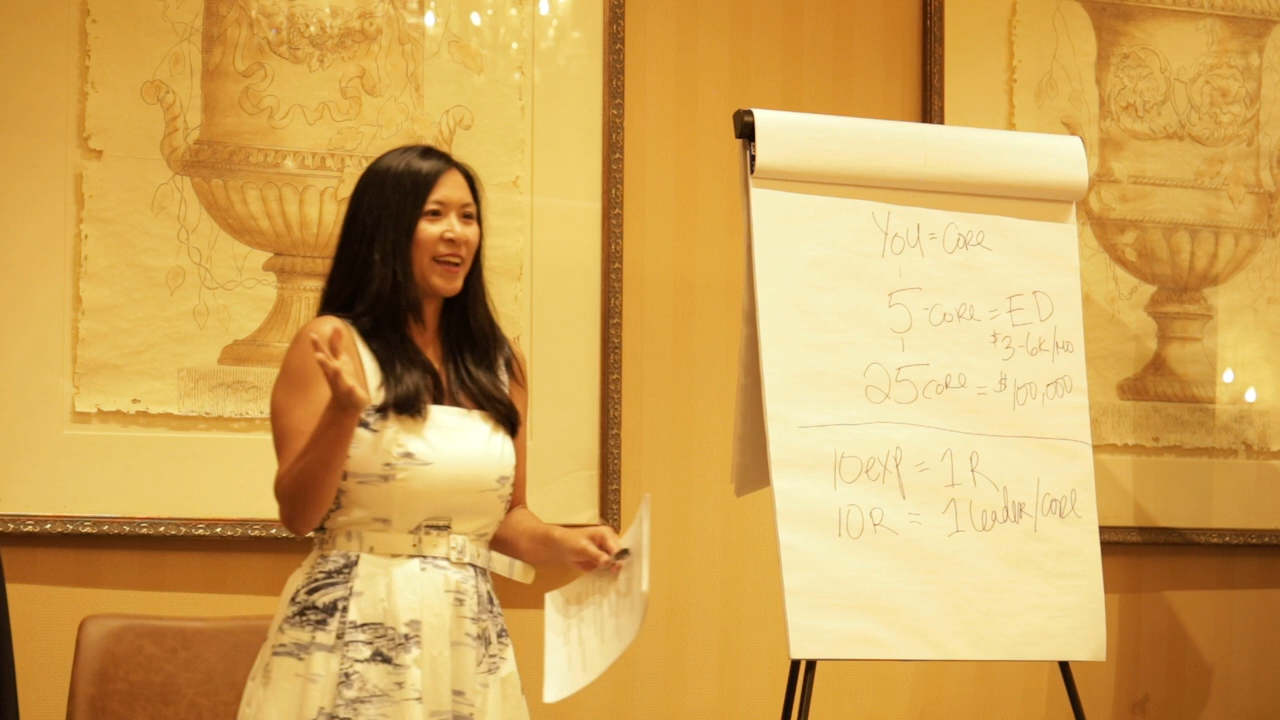 YOU = Core
5-core = ED
$3-6K/MO
25 core = $100,000
10 exp = 1 R
10 R = 1 leader/core